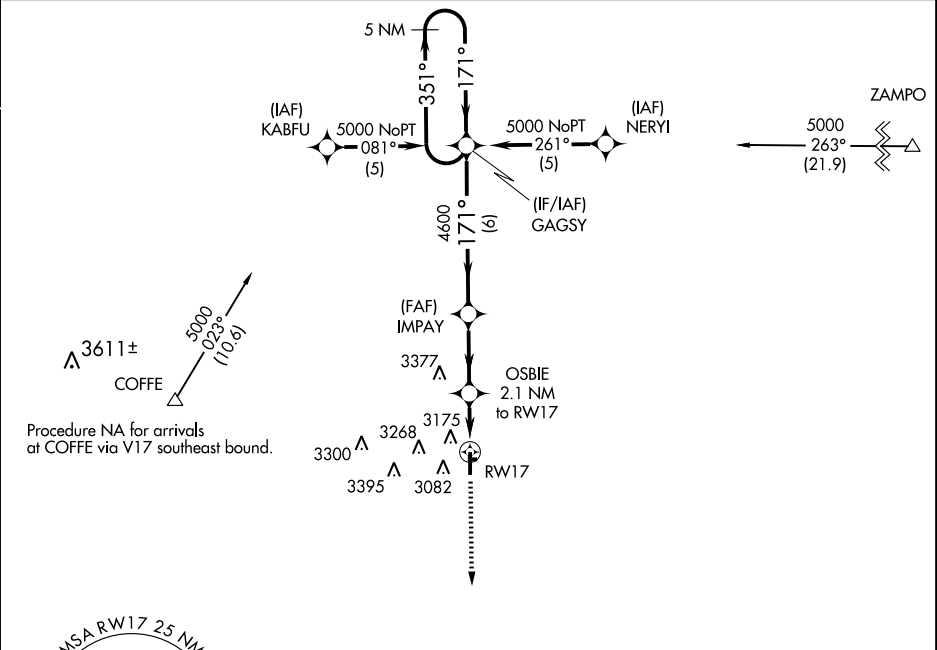 5 NM
351°
171°
ZAMPO
(IAF)
KABFU
5000 NoPT
081°
(5)
5000 NoPT
261°
(5)
(IAF)
NERYI
5000
263°
(21.9)
(IF/IAF)
GAGSY
4600
171°
(6)
5000
023°
(10.6)
(FAF)
IMPAY
3611±
COFFE
3377
OSBIE
2.1 NM
to RW17
Procedure NA for arrivals
at COFFE via V17 southeast bound.
3175
3268
3300
3395
3082
RW17
MSA RW17 25 NM